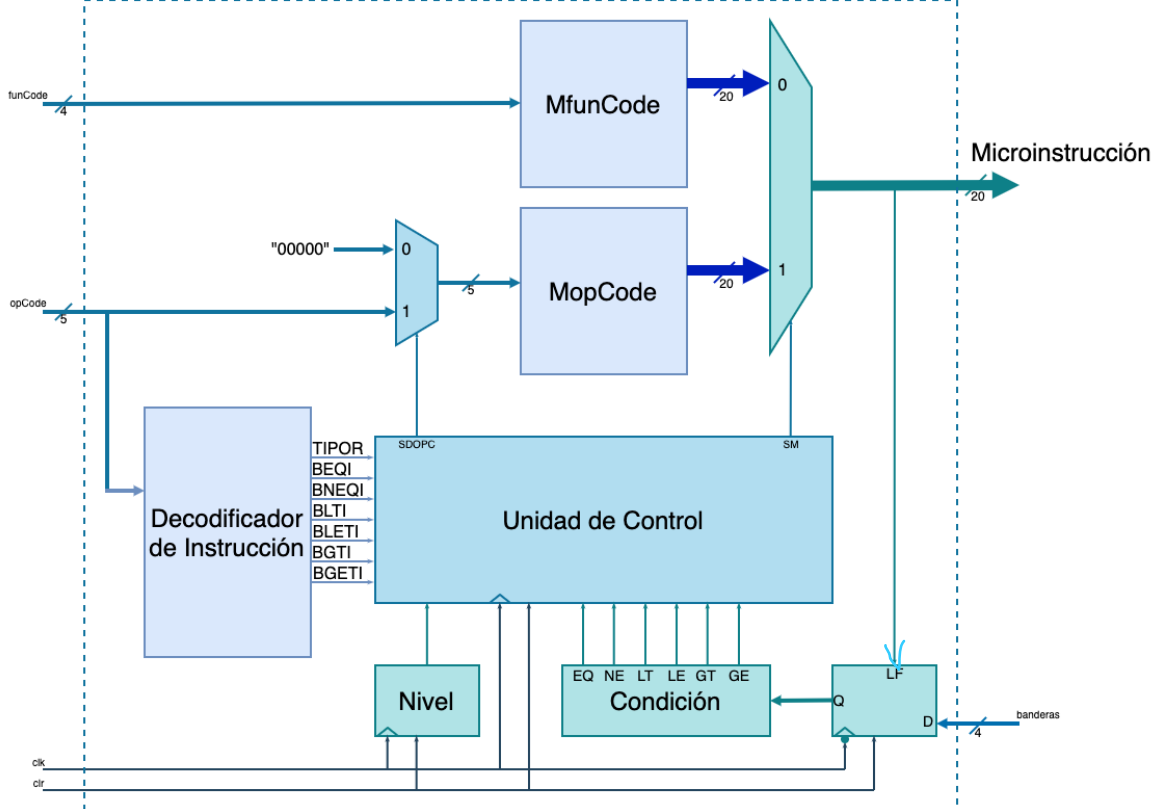 funCode
4
MfunCode
20
0
Microinstrucción
20
"00000"
0
1
5
MopCode
20
1
opCode
5
SDOPC
SM
TIPOR
BEQI
BNEQI
BLTI
BLETI
BGTI
BGETI
Decodificador
de Instrucción
Unidad de Control
Nivel
EQ NE LT LE GT GE
Condición
LF
Q
D
banderas
4
clk
clr